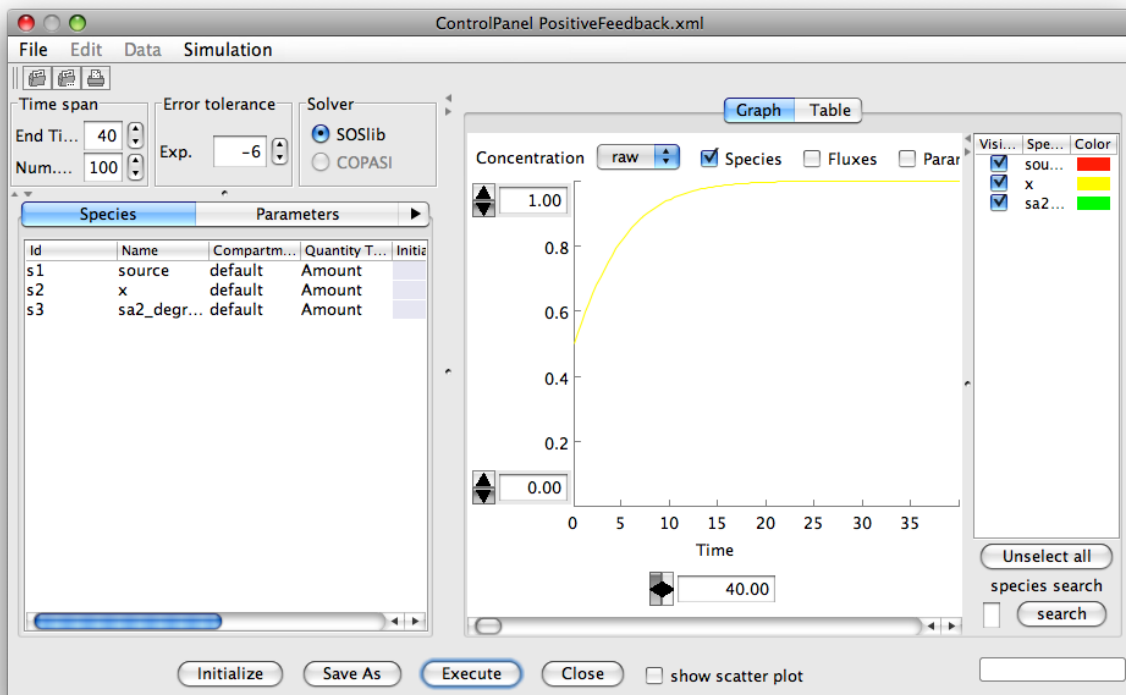 ControlPanel PositiveFeedback.xml
File Edit Data Simulation
Time span Error tolerance Solver
End Ti... 40 Exp. -6 SOSlib
Num.... 100 COPASI
Species Parameters
Id Name Compartm... Quantity T... Initia
s1 source default Amount
s2 x default Amount
s3 sa2_degr... default Amount
Graph Table
Concentration raw Species Fluxes Parar
1.00
0.8
0.6
0.4
0.2
0.00
0 5 10 15 20 25 30 35
Time
40.00
Visi... Spe... Color
sou...
x
sa2...
Unselect all
species search
search
Initialize Save As Execute Close show scatter plot